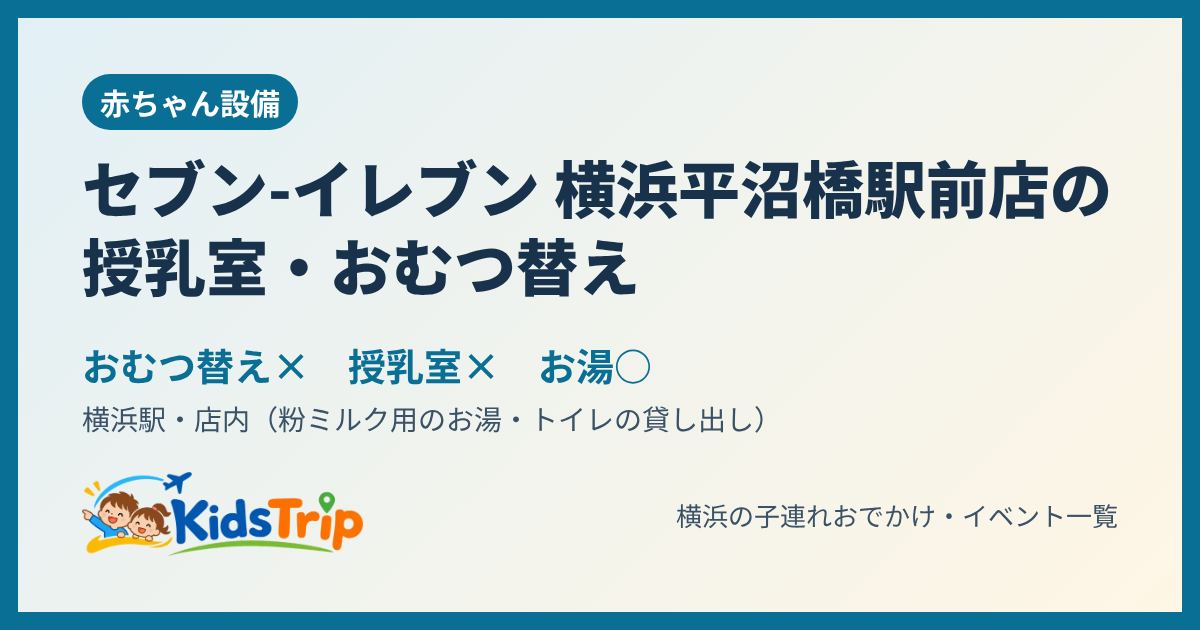 赤ちゃん設備
セブン-イレブン 横浜平沼橋駅前店の
授乳室・おむつ替え
おむつ替え×　授乳室×　お湯○
横浜駅・店内（粉ミルク用のお湯・トイレの貸し出し）
KidsTrip
横浜の子連れおでかけ・イベント一覧